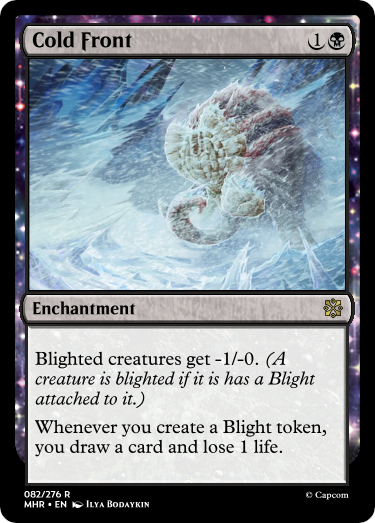 Cold Front
1
Enchantment
Blighted creatures get -1/-0. (A
creature is blighted if it is has a Blight
attached to it.)
Whenever you create a Blight token,
you draw a card and lose 1 life.
082/276 R
MHR • EN Ilya Bodaykin
© Capcom